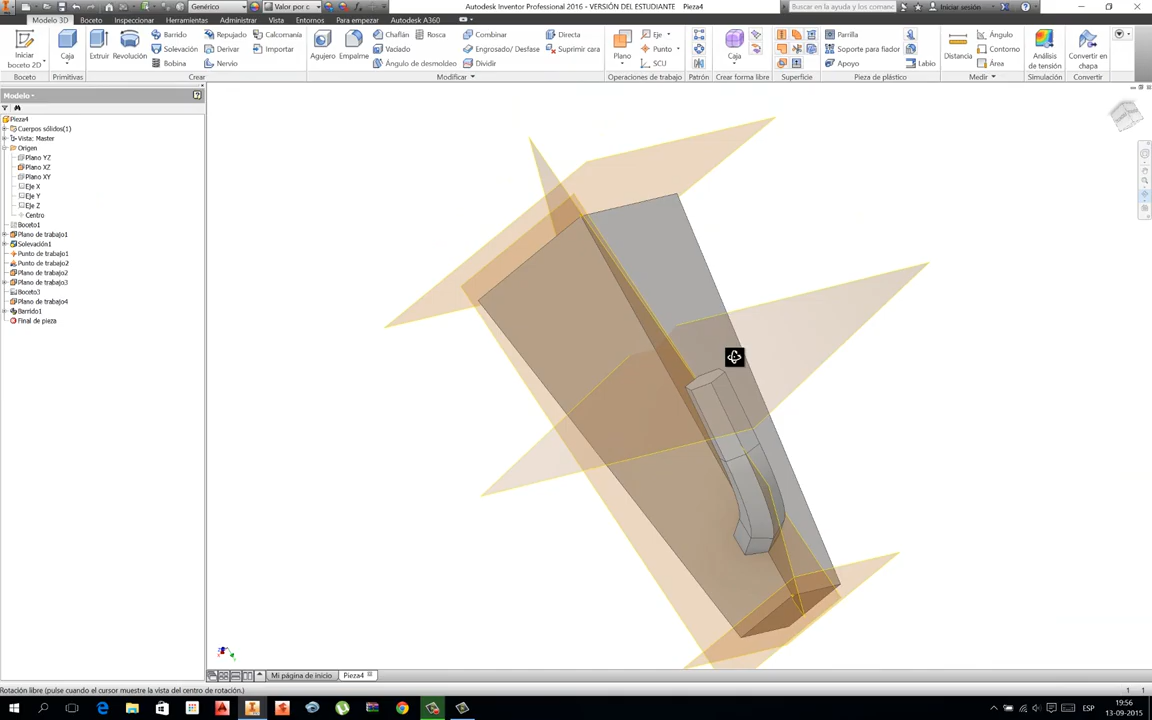 Genérico
Valor por c
Autodesk Inventor Professional 2016 - VERSIÓN DEL ESTUDIANTE Pieza4
Buscar en la ayuda y los comanc
Iniciar sesión
Modelo 3D Boceto Inspeccionar Herramientas Administrar Vista Entornos Para empezar Autodesk A360
Iniciar
boceto 2D
Boceto
Caja
Primitivas
Extruir
Revolución
Barrido
Solevación
Bobina
Repujado
Derivar
Nervio
Calcomanía
Importar
Crear
Agujero
Empalme
Chaflán
Vaciado
Ángulo de desmoldeo
Rosca
Combinar
Engrosado/ Desfase
Dividir
Directa
Suprimir cara
Modificar
Plano
Eje
Punto
SCU
Operaciones de trabajo
Patrón
Caja
Crear forma libre
Superficie
Parrilla
Soporte para fiador
Apoyo
Labio
Pieza de plástico
Distancia
Ángulo
Contorno
Área
Medir
Análisis
de tensión
Simulación
Convertir en
chapa
Convertir
Modelo
Pieza4
Cuerpos sólidos(1)
Vista: Master
Origen
Plano YZ
Plano XZ
Plano XY
Eje X
Eje Y
Eje Z
Centro
Boceto1
Plano de trabajo1
Solevación1
Punto de trabajo1
Punto de trabajo2
Plano de trabajo2
Plano de trabajo3
Boceto3
Plano de trabajo4
Barrido1
Final de pieza
Mi página de inicio Pieza4
Rotación libre (pulse cuando el cursor muestre la vista del centro de rotación.)
1 1
ESP
19:56
13-09-2015